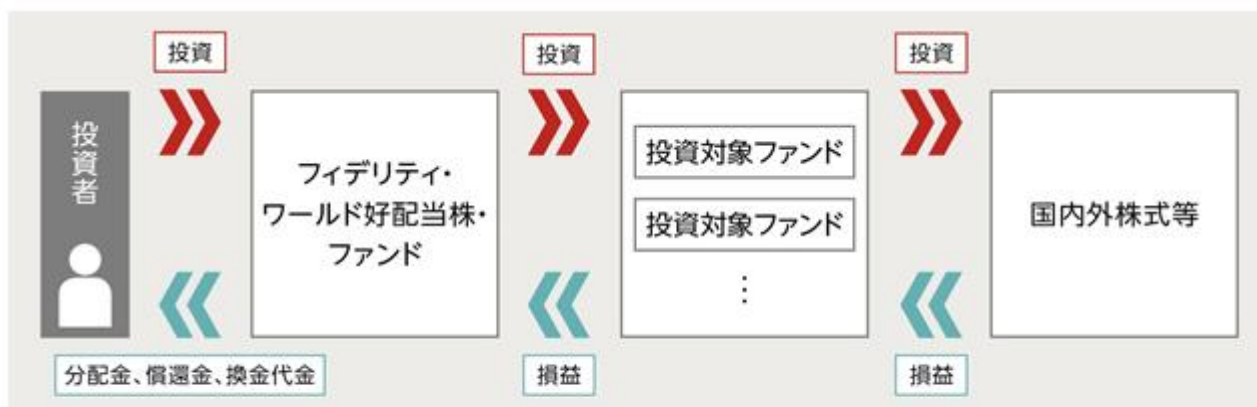 投資
投資
投資
投資者
フィデリティ・
ワールド好配当株・
ファンド
投資対象ファンド
投資対象ファンド
⋮
国内外株式等
分配金、償還金、換金代金
損益
損益